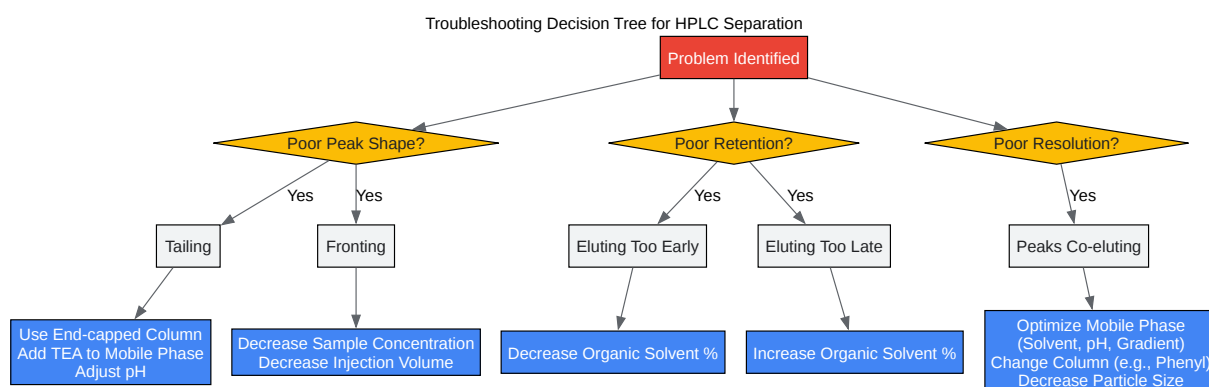 Troubleshooting Decision Tree for HPLC Separation
Problem Identified
Poor Peak Shape?
Poor Retention?
Poor Resolution?
Yes
Yes
Yes
Yes
Yes
Tailing
Fronting
Eluting Too Early
Eluting Too Late
Peaks Co-eluting
Use End-capped Column
Add TEA to Mobile Phase
Adjust pH
Decrease Sample Concentration
Decrease Injection Volume
Decrease Organic Solvent %
Increase Organic Solvent %
Optimize Mobile Phase
(Solvent, pH, Gradient)
Change Column (e.g., Phenyl)
Decrease Particle Size